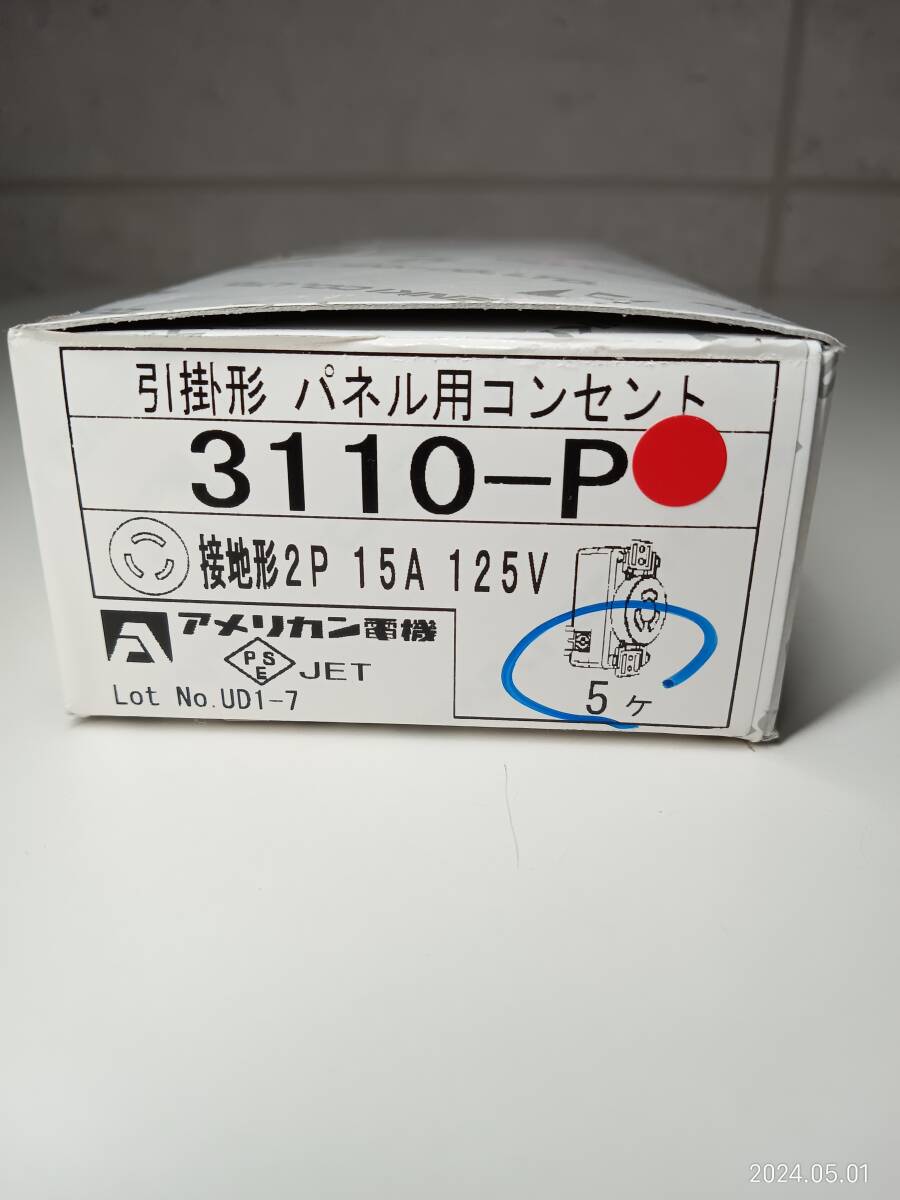 引掛形 パネル用コンセント
3110-P
接地形2P 15A 125V
アメリカン電機
PS
E
JET
Lot No.UD1-7
5ヶ
2024.05.01